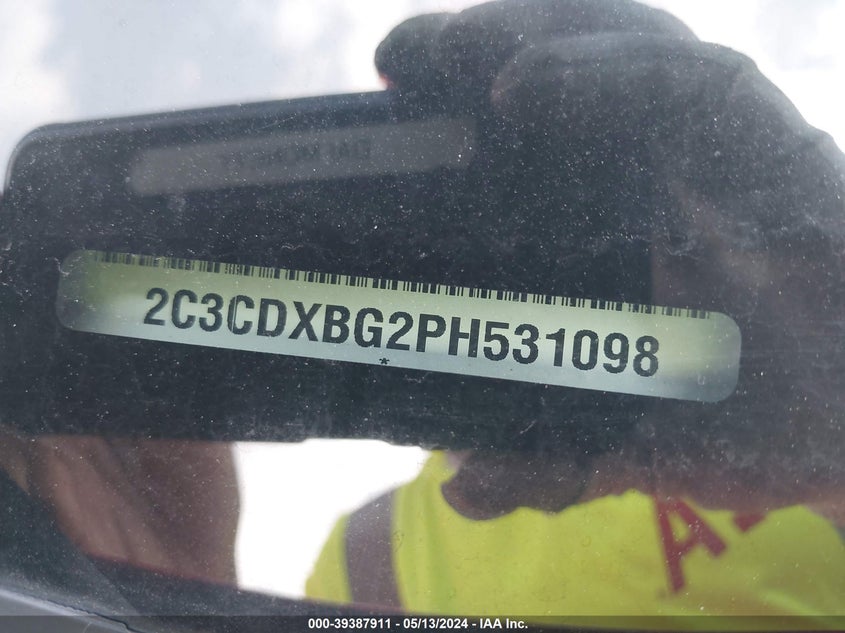 2C3CDXBG2PH531098
*
000-39387911 - 05/13/2024 - IAA Inc.